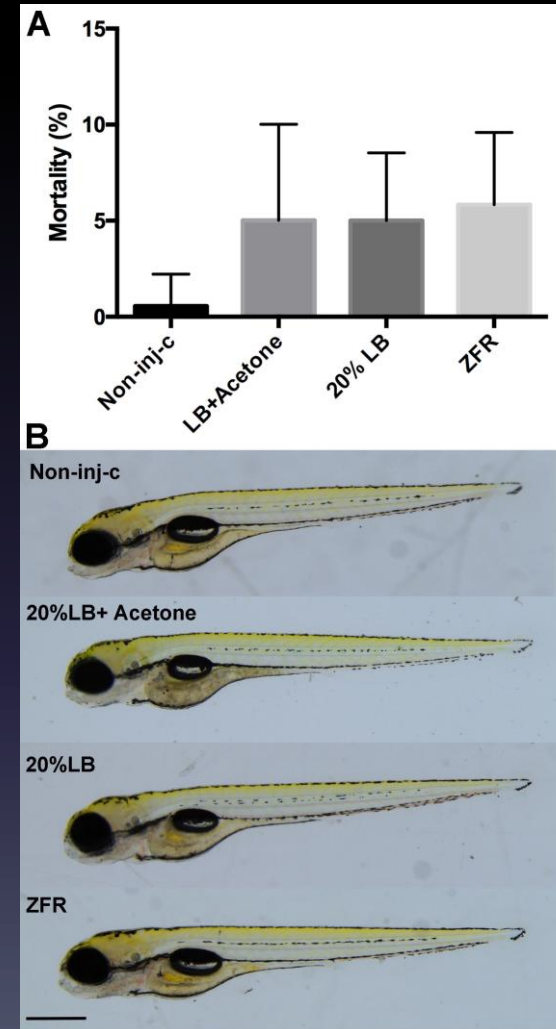 A
15
10
5
0
Mortality (%)
Non-inj-c
LB+Acetone
20% LB
ZFR
B
Non-inj-c
20%LB+ Acetone
20%LB
ZFR